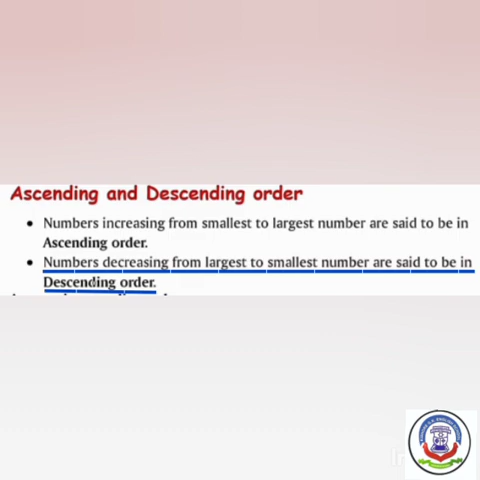 Ascending and Descending order
• Numbers increasing from smallest to largest number are said to be in
Ascending order.
• Numbers decreasing from largest to smallest number are said to be in
Descending order.